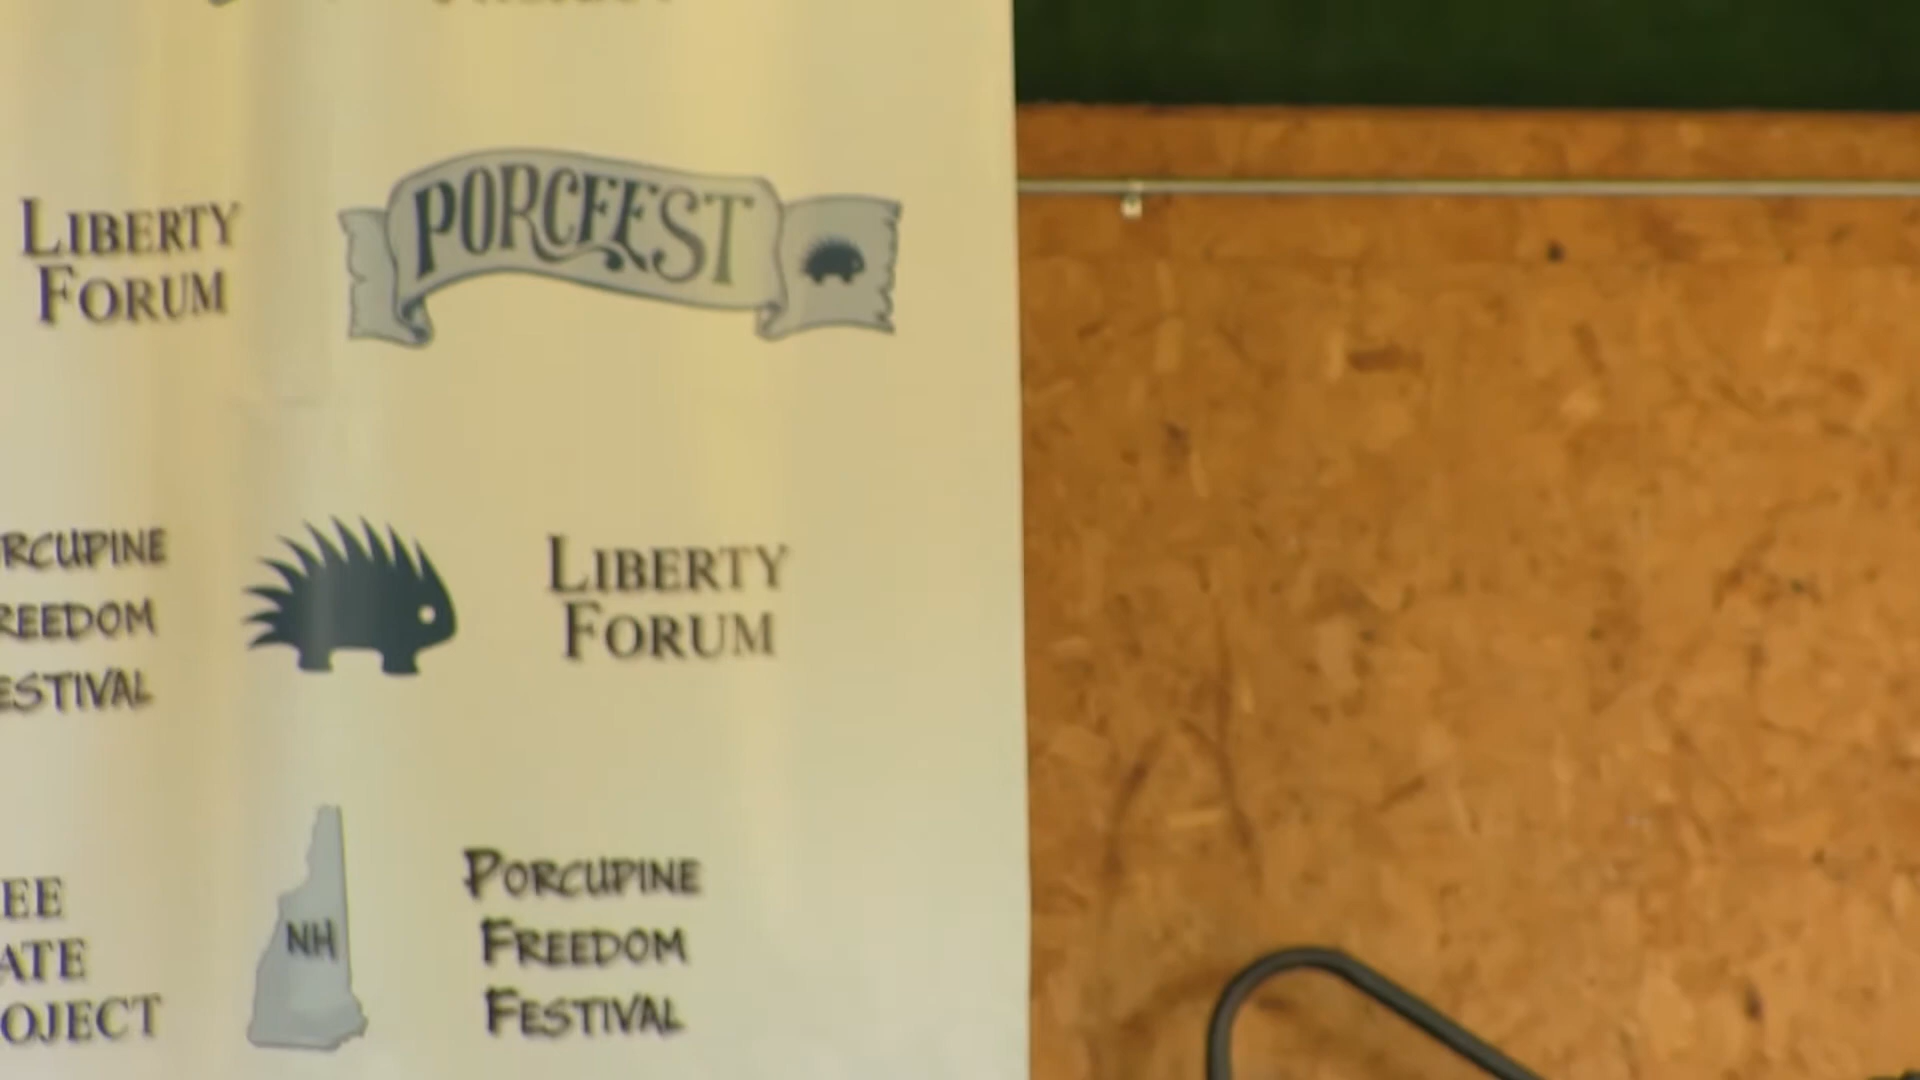 LIBERTY
FORUM
PORCFEST
RCUPINE
REEDOM
ESTIVAL
LIBERTY
FORUM
EE
ATE
OJECT
NH
PORCUPINE
FREEDOM
FESTIVAL